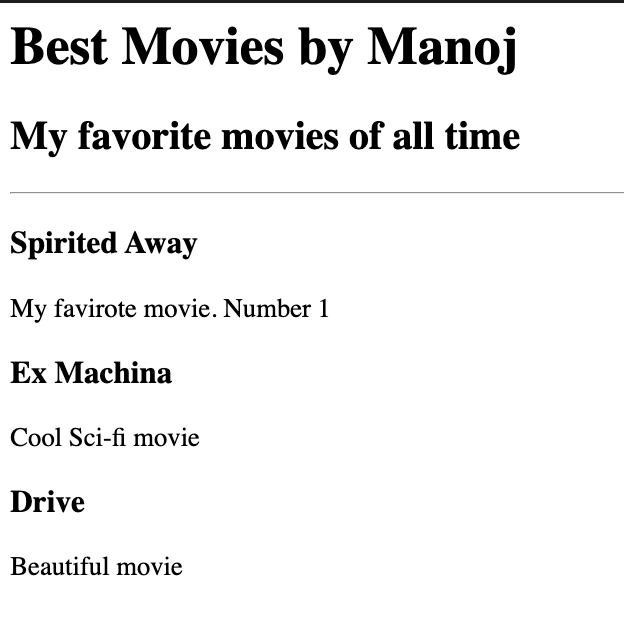 Best Movies by Manoj
My favorite movies of all time
Spirited Away
My favirote movie. Number 1
Ex Machina
Cool Sci-fi movie
Drive
Beautiful movie